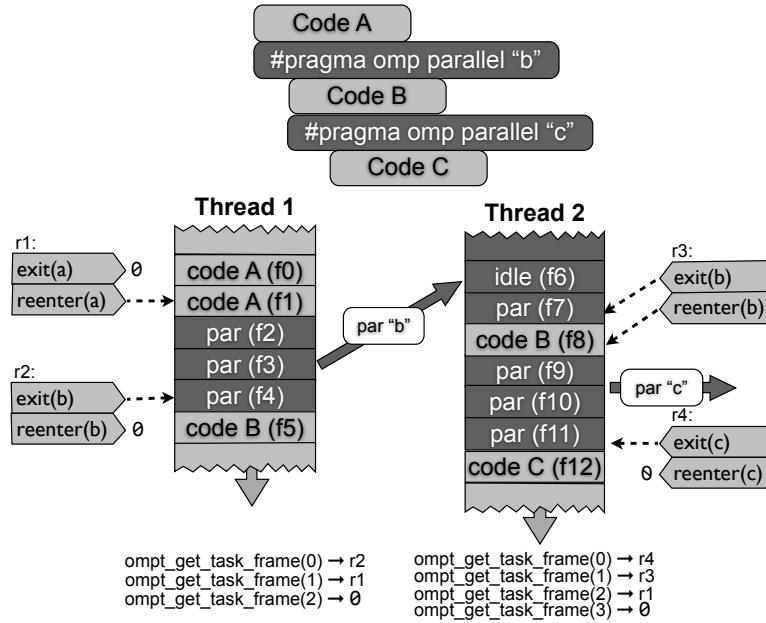 Code A
#pragma omp parallel “b”
Code B
#pragma omp parallel “c”
Code C
Thread 1
r1:
exit(a) 0
reenter(a)
r2:
exit(b)
reenter(b) 0
code A (f0)
code A (f1)
par (f2)
par (f3)
par (f4)
code B (f5)
par “b”
Thread 2
idle (f6)
par (f7)
code B (f8)
par (f9)
par (f10)
par (f11)
code C (f12)
r3:
exit(b)
reenter(b)
par “c”
r4:
exit(c)
0 reenter(c)
ompt_get_task_frame(0) ➞ r2
ompt_get_task_frame(1) ➞ r1
ompt_get_task_frame(2) ➞ 0
ompt_get_task_frame(0) ➞ r4
ompt_get_task_frame(1) ➞ r3
ompt_get_task_frame(2) ➞ r1
ompt_get_task_frame(3) ➞ 0